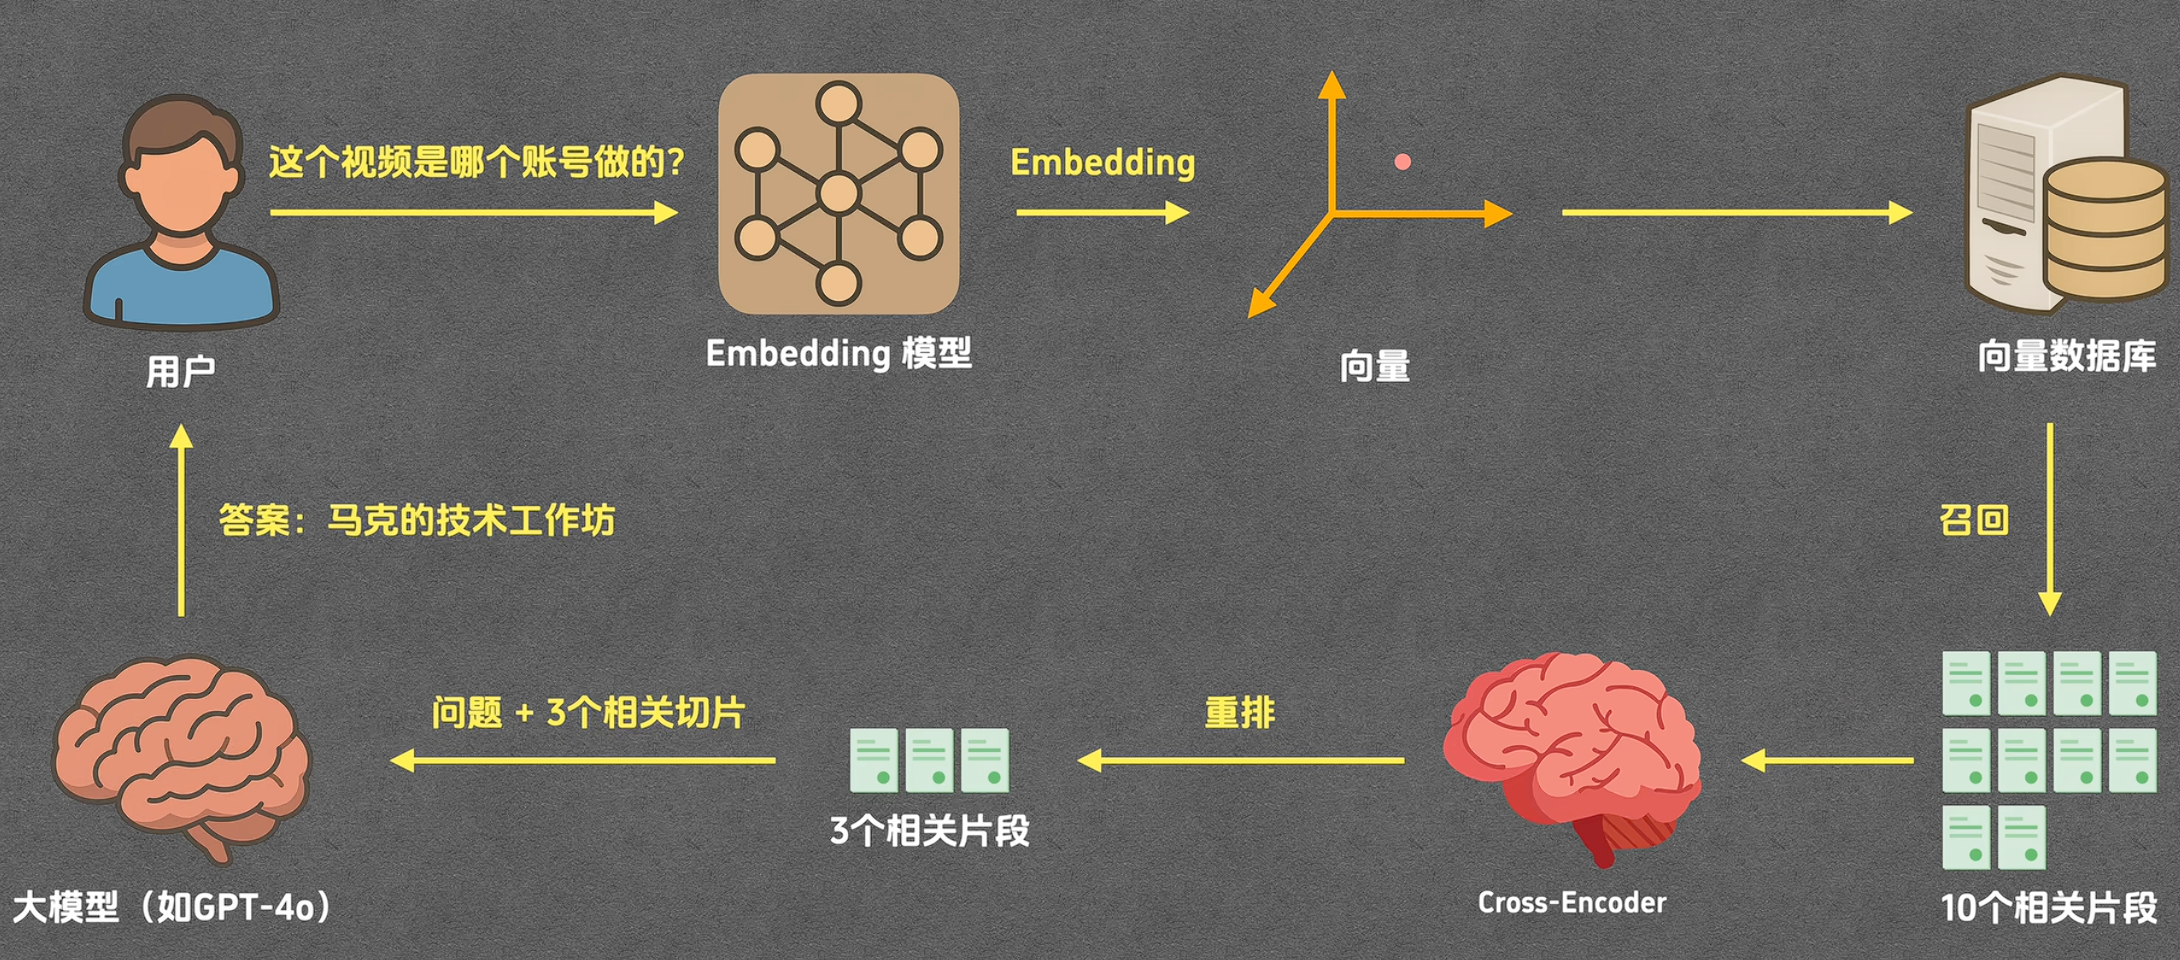 这个视频是哪个账号做的?
Embedding
用户
Embedding 模型
向量
向量数据库
答案：马克的技术工作坊
召回
问题 + 3个相关切片
重排
3个相关片段
大模型（如GPT-4o）
Cross-Encoder
10个相关片段